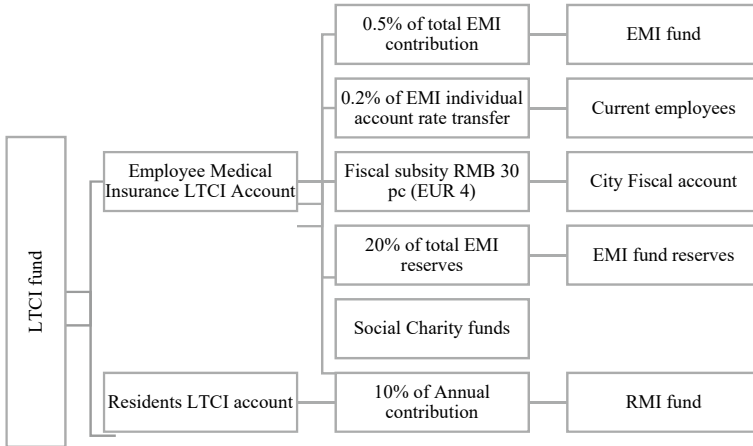 0.5% of total EMI
contribution
EMI fund
0.2% of EMI individual
account rate transfer
Current employees
Employee Medical
Insurance LTCI Account
Fiscal subsity RMB 30
pc (EUR 4)
City Fiscal account
LTCI fund
20% of total EMI
reserves
EMI fund reserves
Social Charity funds
Residents LTCI account
10% of Annual
contribution
RMI fund